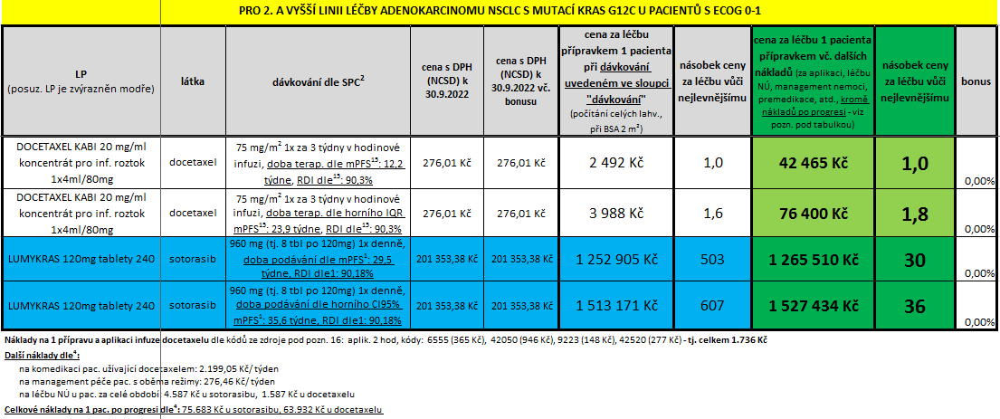 PRO 2. A VYŠŠÍ LINII LÉČBY ADENOKARCINOMU NSCLC S MUTACÍ KRAS G12C U PACIENTŮ S ECOG 0-1
LP
(posuz. LP je zvýrazněn modře)
látka
dávkování dle SPC²
cena s DPH
(NCSD) k
30.9.2022
cena s DPH
(NCSD) k
30.9.2022 vč.
bonusu
cena za léčbu
přípravkem 1 pacienta
při dávkování
uvedeném ve sloupci
"dávkování"
(počítání celých lahv.,
při BSA 2 m²)
násobek ceny
za léčbu vůči
nejlevnějšímu
cena za léčbu 1 pacienta
přípravkem vč. dalších
nákladů (za aplikaci, léčbu
NÚ, management nemoci,
premedikace, atd., kromě
nákladů po progresi - viz
pozn. pod tabulkou)
násobek ceny
za léčbu vůči
nejlevnějšímu
bonus
DOCETAXEL KABI 20 mg/ml
koncentrát pro inf. roztok
1x4ml/80mg
docetaxel
75 mg/m² 1x za 3 týdny v hodinové
infuzi, doba terap. dle mPFS¹⁵: 12,2
týdne, RDI dle¹⁵: 90,3%
276,01 Kč
276,01 Kč
2 492 Kč
1,0
42 465 Kč
1,0
0,00%
DOCETAXEL KABI 20 mg/ml
koncentrát pro inf. roztok
1x4ml/80mg
docetaxel
75 mg/m² 1x za 3 týdny v hodinové
infuzi, doba terap. dle horního IQR
mPFS¹⁵: 23,9 týdne, RDI dle¹⁵: 90,3%
276,01 Kč
276,01 Kč
3 988 Kč
1,6
76 400 Kč
1,8
0,00%
LUMYKRAS 120mg tablety 240
sotorasib
960 mg (tj. 8 tbl po 120mg) 1x denně,
doba podávání dle mPFS¹: 29,5
týdne, RDI dle1: 90,18%
201 353,38 Kč
201 353,38 Kč
1 252 905 Kč
503
1 265 510 Kč
30
0,00%
LUMYKRAS 120mg tablety 240
sotorasib
960 mg (tj. 8 tbl po 120mg) 1x denně,
doba podávání dle horního CI95%
mPFS¹: 35,6 týdne, RDI dle1: 90,18%
201 353,38 Kč
201 353,38 Kč
1 513 171 Kč
607
1 527 434 Kč
36
0,00%
Náklady na 1 přípravu a aplikaci infuze docetaxelu dle kódů ze zdroje pod pozn. 16: aplik. 2 hod, kódy: 6555 (365 Kč), 42050 (946 Kč), 9223 (148 Kč), 42520 (277 Kč) - tj. celkem 1.736 Kč
Další náklady dle⁴:
na komedikaci pac. užívající docetaxelem: 2.199,05 Kč/ týden
na management péče pac. s oběma režimy: 276,46 Kč/ týden
na léčbu NÚ u pac. za celé období: 4.587 Kč u sotorasibu, 1.587 Kč u docetaxelu
Celkové náklady na 1 pac. po progresi dle⁴: 75.683 Kč u sotorasibu, 63.932 Kč u docetaxelu